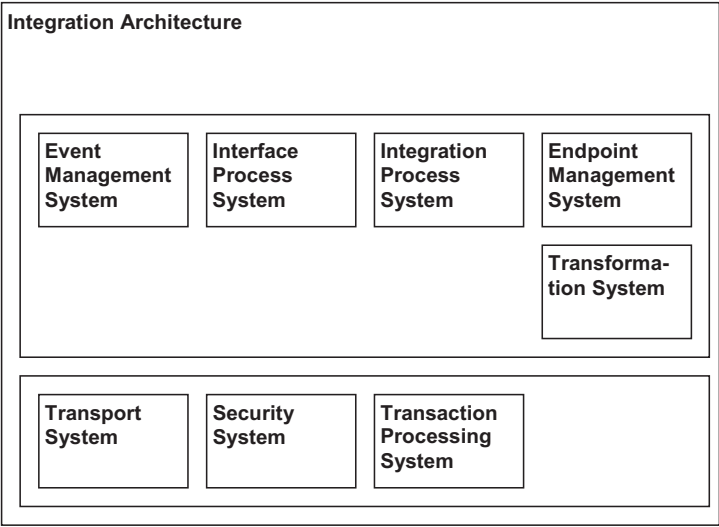 Integration Architecture
Event
Management
System
Interface
Process
System
Integration
Process
System
Endpoint
Management
System
Transforma-
tion System
Transport
System
Security
System
Transaction
Processing
System